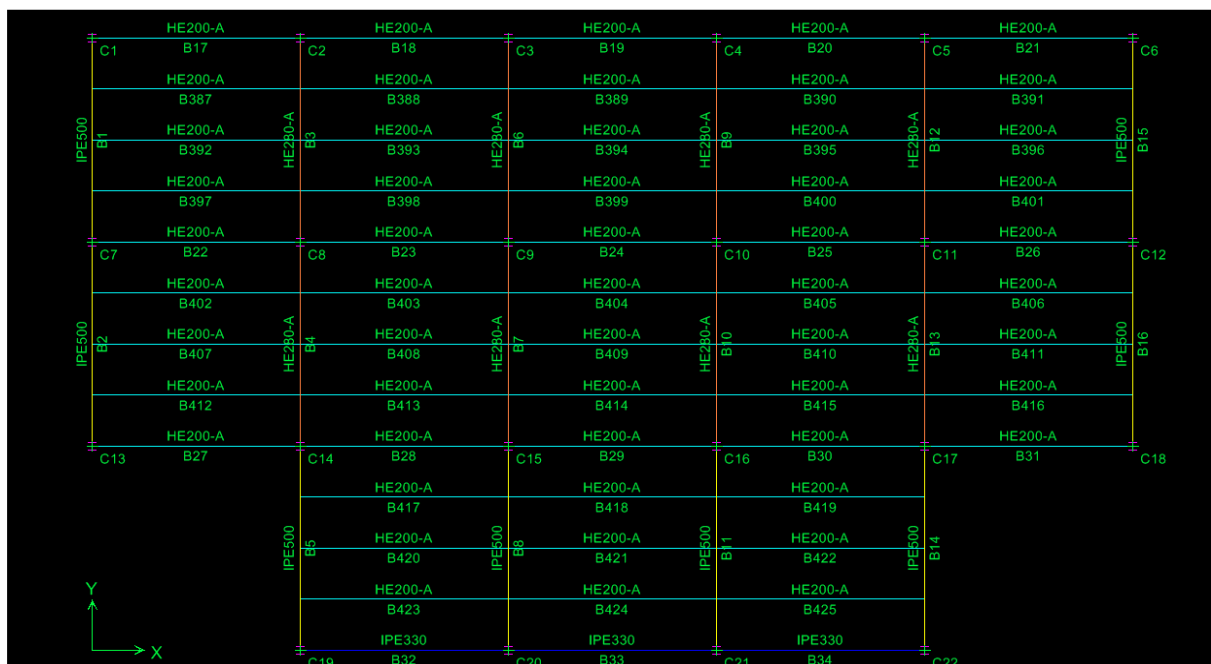 HE200-A HE200-A HE200-A HE200-A HE200-A
C1 B17 C2 B18 C3 B19 C4 B20 C5 B21 C6
HE200-A HE200-A HE200-A HE200-A HE200-A
B387 B388 B389 B390 B391
IPE500 B1 HE280-A B3 HE280-A B6 HE280-A B9 HE280-A B12 IPE500 B15
HE200-A HE200-A HE200-A HE200-A HE200-A
B392 B393 B394 B395 B396
HE200-A HE200-A HE200-A HE200-A HE200-A
B397 B398 B399 B400 B401
HE200-A HE200-A HE200-A HE200-A HE200-A
C7 B22 C8 B23 C9 B24 C10 B25 C11 B26 C12
HE200-A HE200-A HE200-A HE200-A HE200-A
B402 B403 B404 B405 B406
IPE500 B2 HE280-A B4 HE280-A B7 HE280-A B10 HE280-A B13 IPE500 B16
HE200-A HE200-A HE200-A HE200-A HE200-A
B407 B408 B409 B410 B411
HE200-A HE200-A HE200-A HE200-A HE200-A
B412 B413 B414 B415 B416
HE200-A HE200-A HE200-A HE200-A HE200-A
C13 B27 C14 B28 C15 B29 C16 B30 C17 B31 C18
HE200-A HE200-A HE200-A
B417 B418 B419
IPE500 B5 IPE500 B8 IPE500 B11 IPE500 B14
HE200-A HE200-A HE200-A
B420 B421 B422
HE200-A HE200-A HE200-A
B423 B424 B425
Y
X
IPE330 IPE330 IPE330
C19 B32 C20 B33 C21 B34 C22